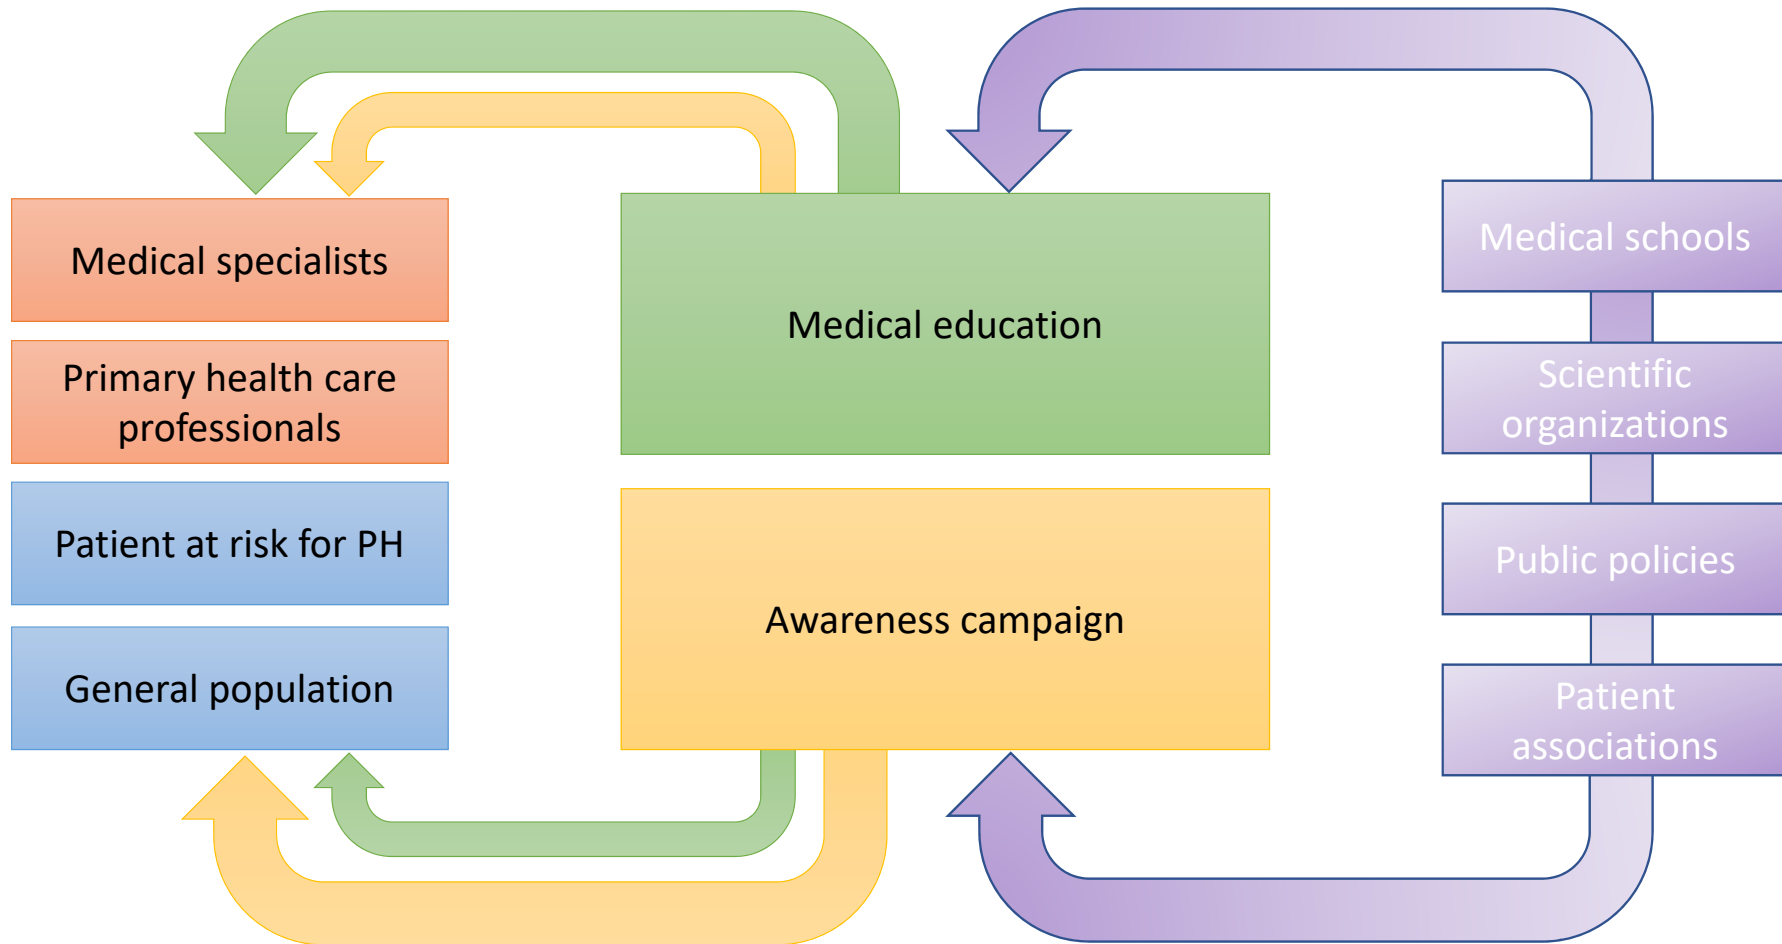 Medical specialists
Primary health care
professionals
Patient at risk for PH
General population
Medical education
Awareness campaign
Medical schools
Scientific
organizations
Public policies
Patient
associations